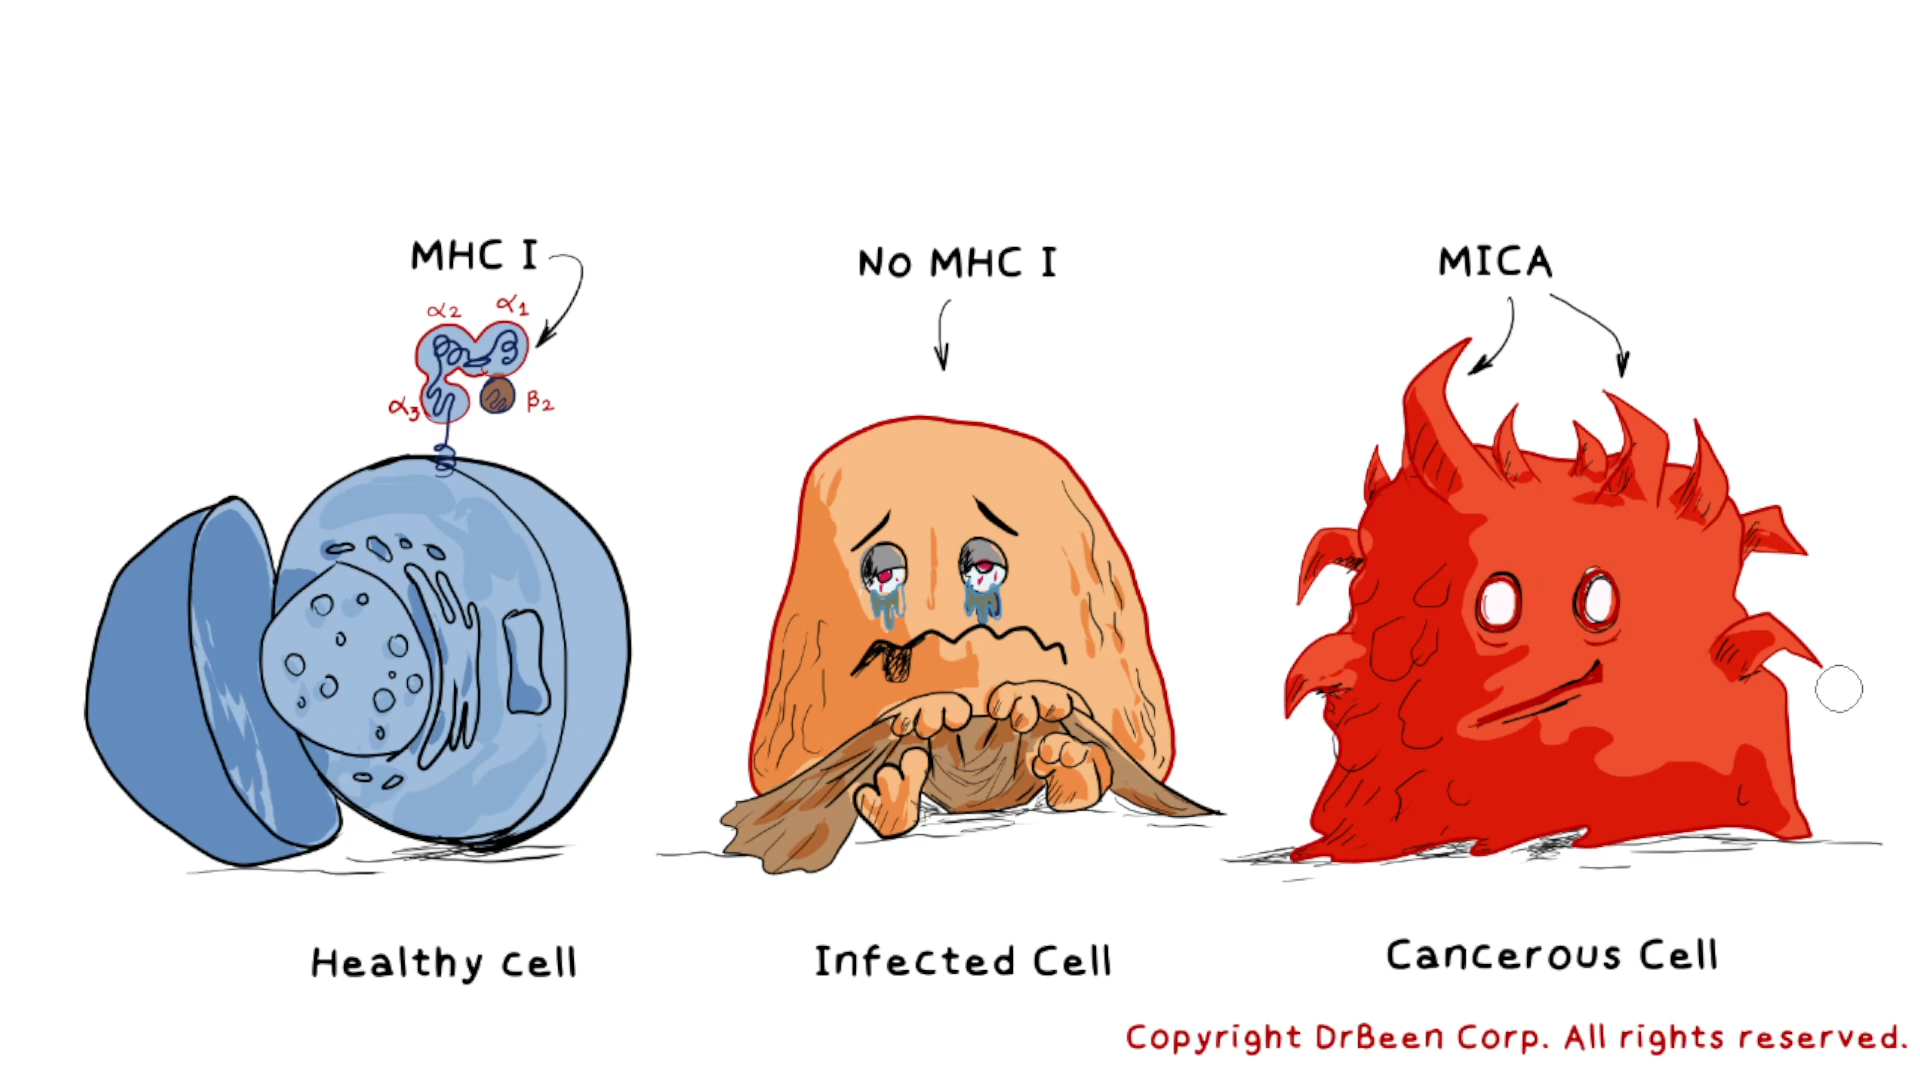 MHC I
No MHC I
MICA
α2
α1
α3
β2
Healthy cell
Infected Cell
Cancerous Cell
Copyright DrBeen Corp. All rights reserved.